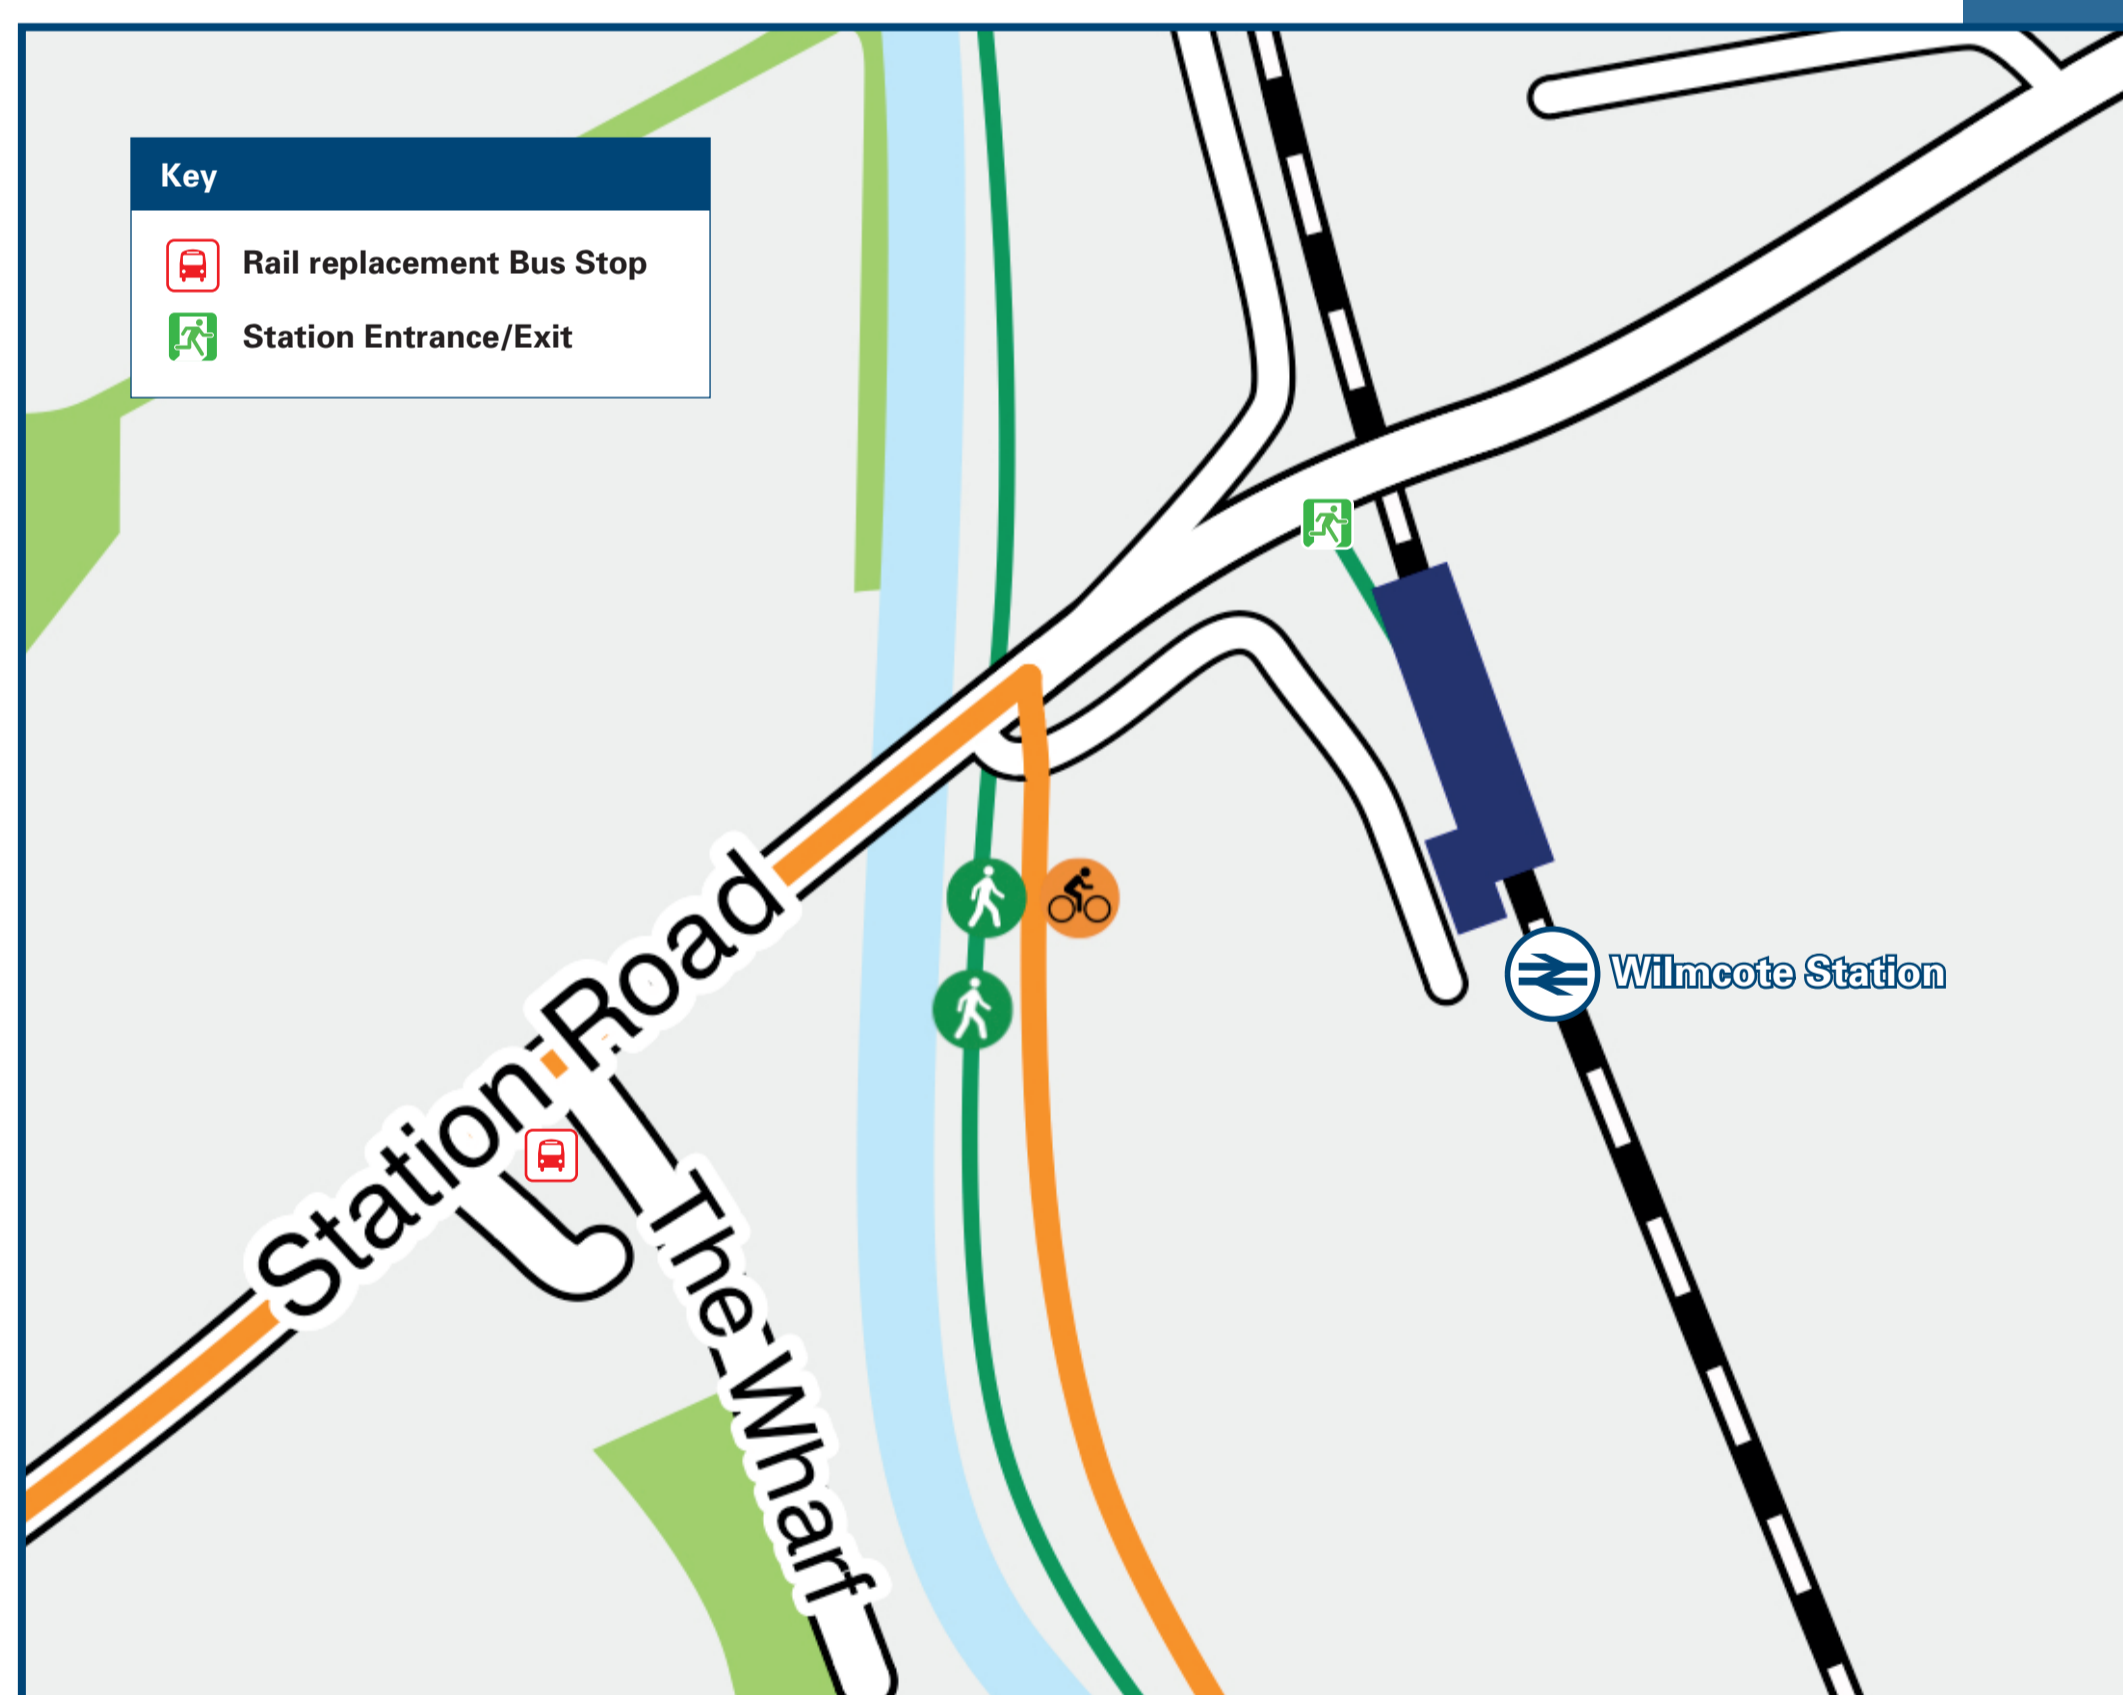 Key
Rail replacement Bus Stop
Station Entrance/Exit
Station Road
The Wharf
Wilmcote Station